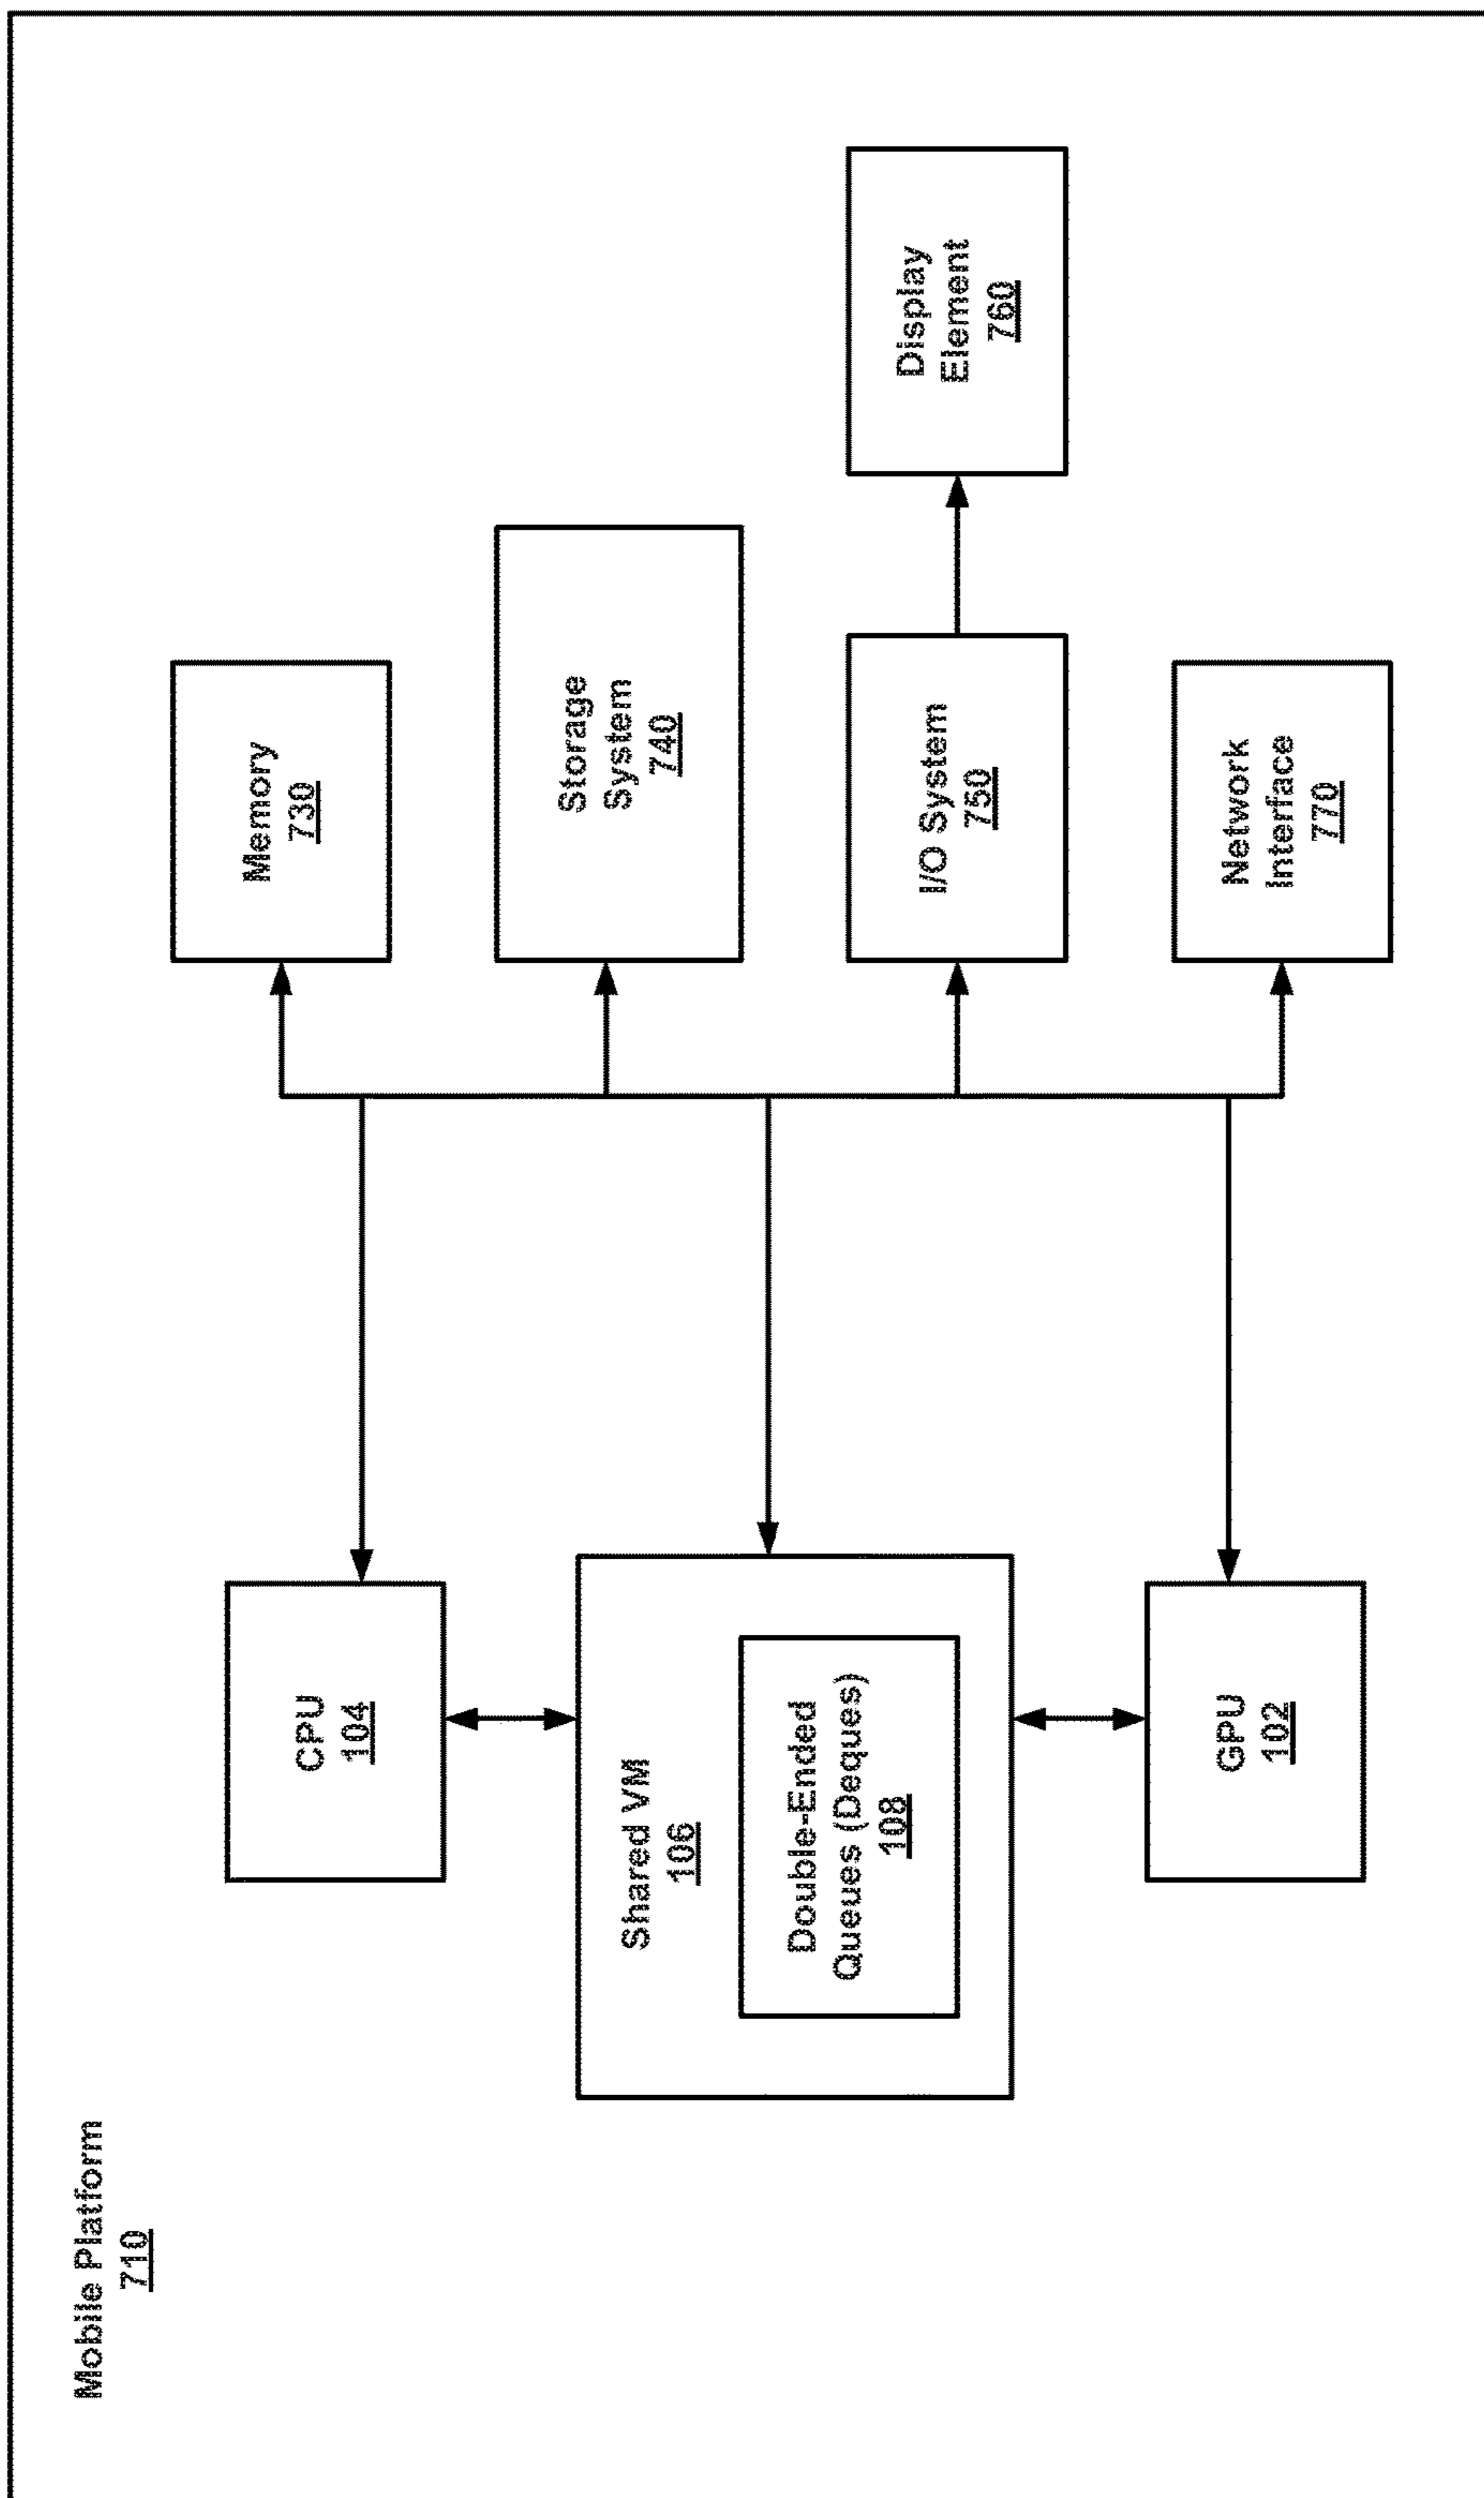 Mobile Platform
710
CPU
104
Shared VM
106
Double-Ended
Queues (Deques)
108
GPU
102
Memory
730
Storage
System
740
I/O System
750
Network
Interface
770
Display
Element
760